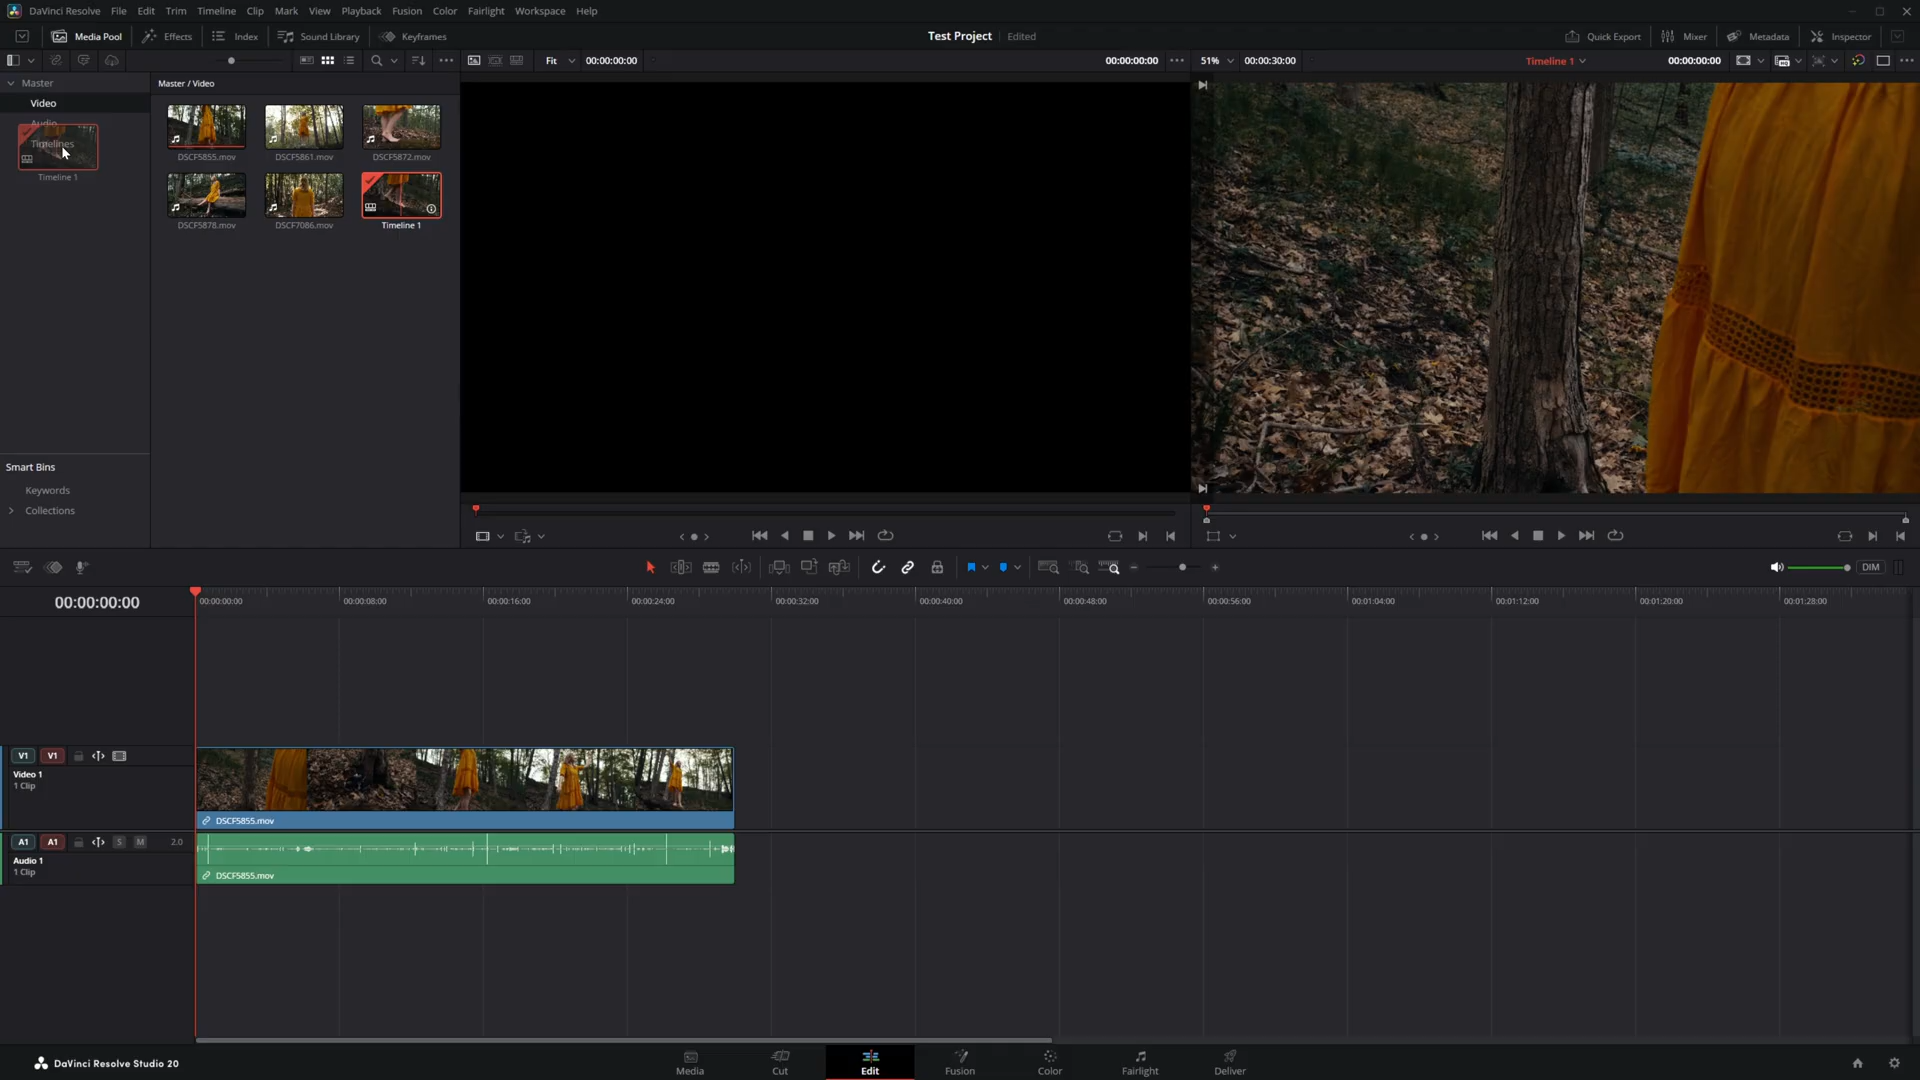 DaVinci Resolve File Edit Trim Timeline Clip Mark View Playback Fusion Color Fairlight Workspace Help
Media Pool Effects Index Sound Library Keyframes Test Project Edited Quick Export Mixer Metadata Inspector
Fit 00:00:00:00 00:00:00:00 51% 00:00:30:00 Timeline 1 00:00:00:00
Master Master / Video
Video
Audio
Timelines
Timeline 1
DSCF5855.mov DSCF5861.mov DSCF5872.mov
DSCF5878.mov DSCF7086.mov Timeline 1
Smart Bins
Keywords
Collections
DIM
00:00:00:00
00:00:00:00 00:00:08:00 00:00:16:00 00:00:24:00 00:00:32:00 00:00:40:00 00:00:48:00 00:00:56:00 00:01:04:00 00:01:12:00 00:01:20:00 00:01:28:00
V1 V1
Video 1
1 Clip
DSCF5855.mov
A1 A1 S M 2.0
Audio 1
1 Clip
DSCF5855.mov
DaVinci Resolve Studio 20
Media Cut Edit Fusion Color Fairlight Deliver